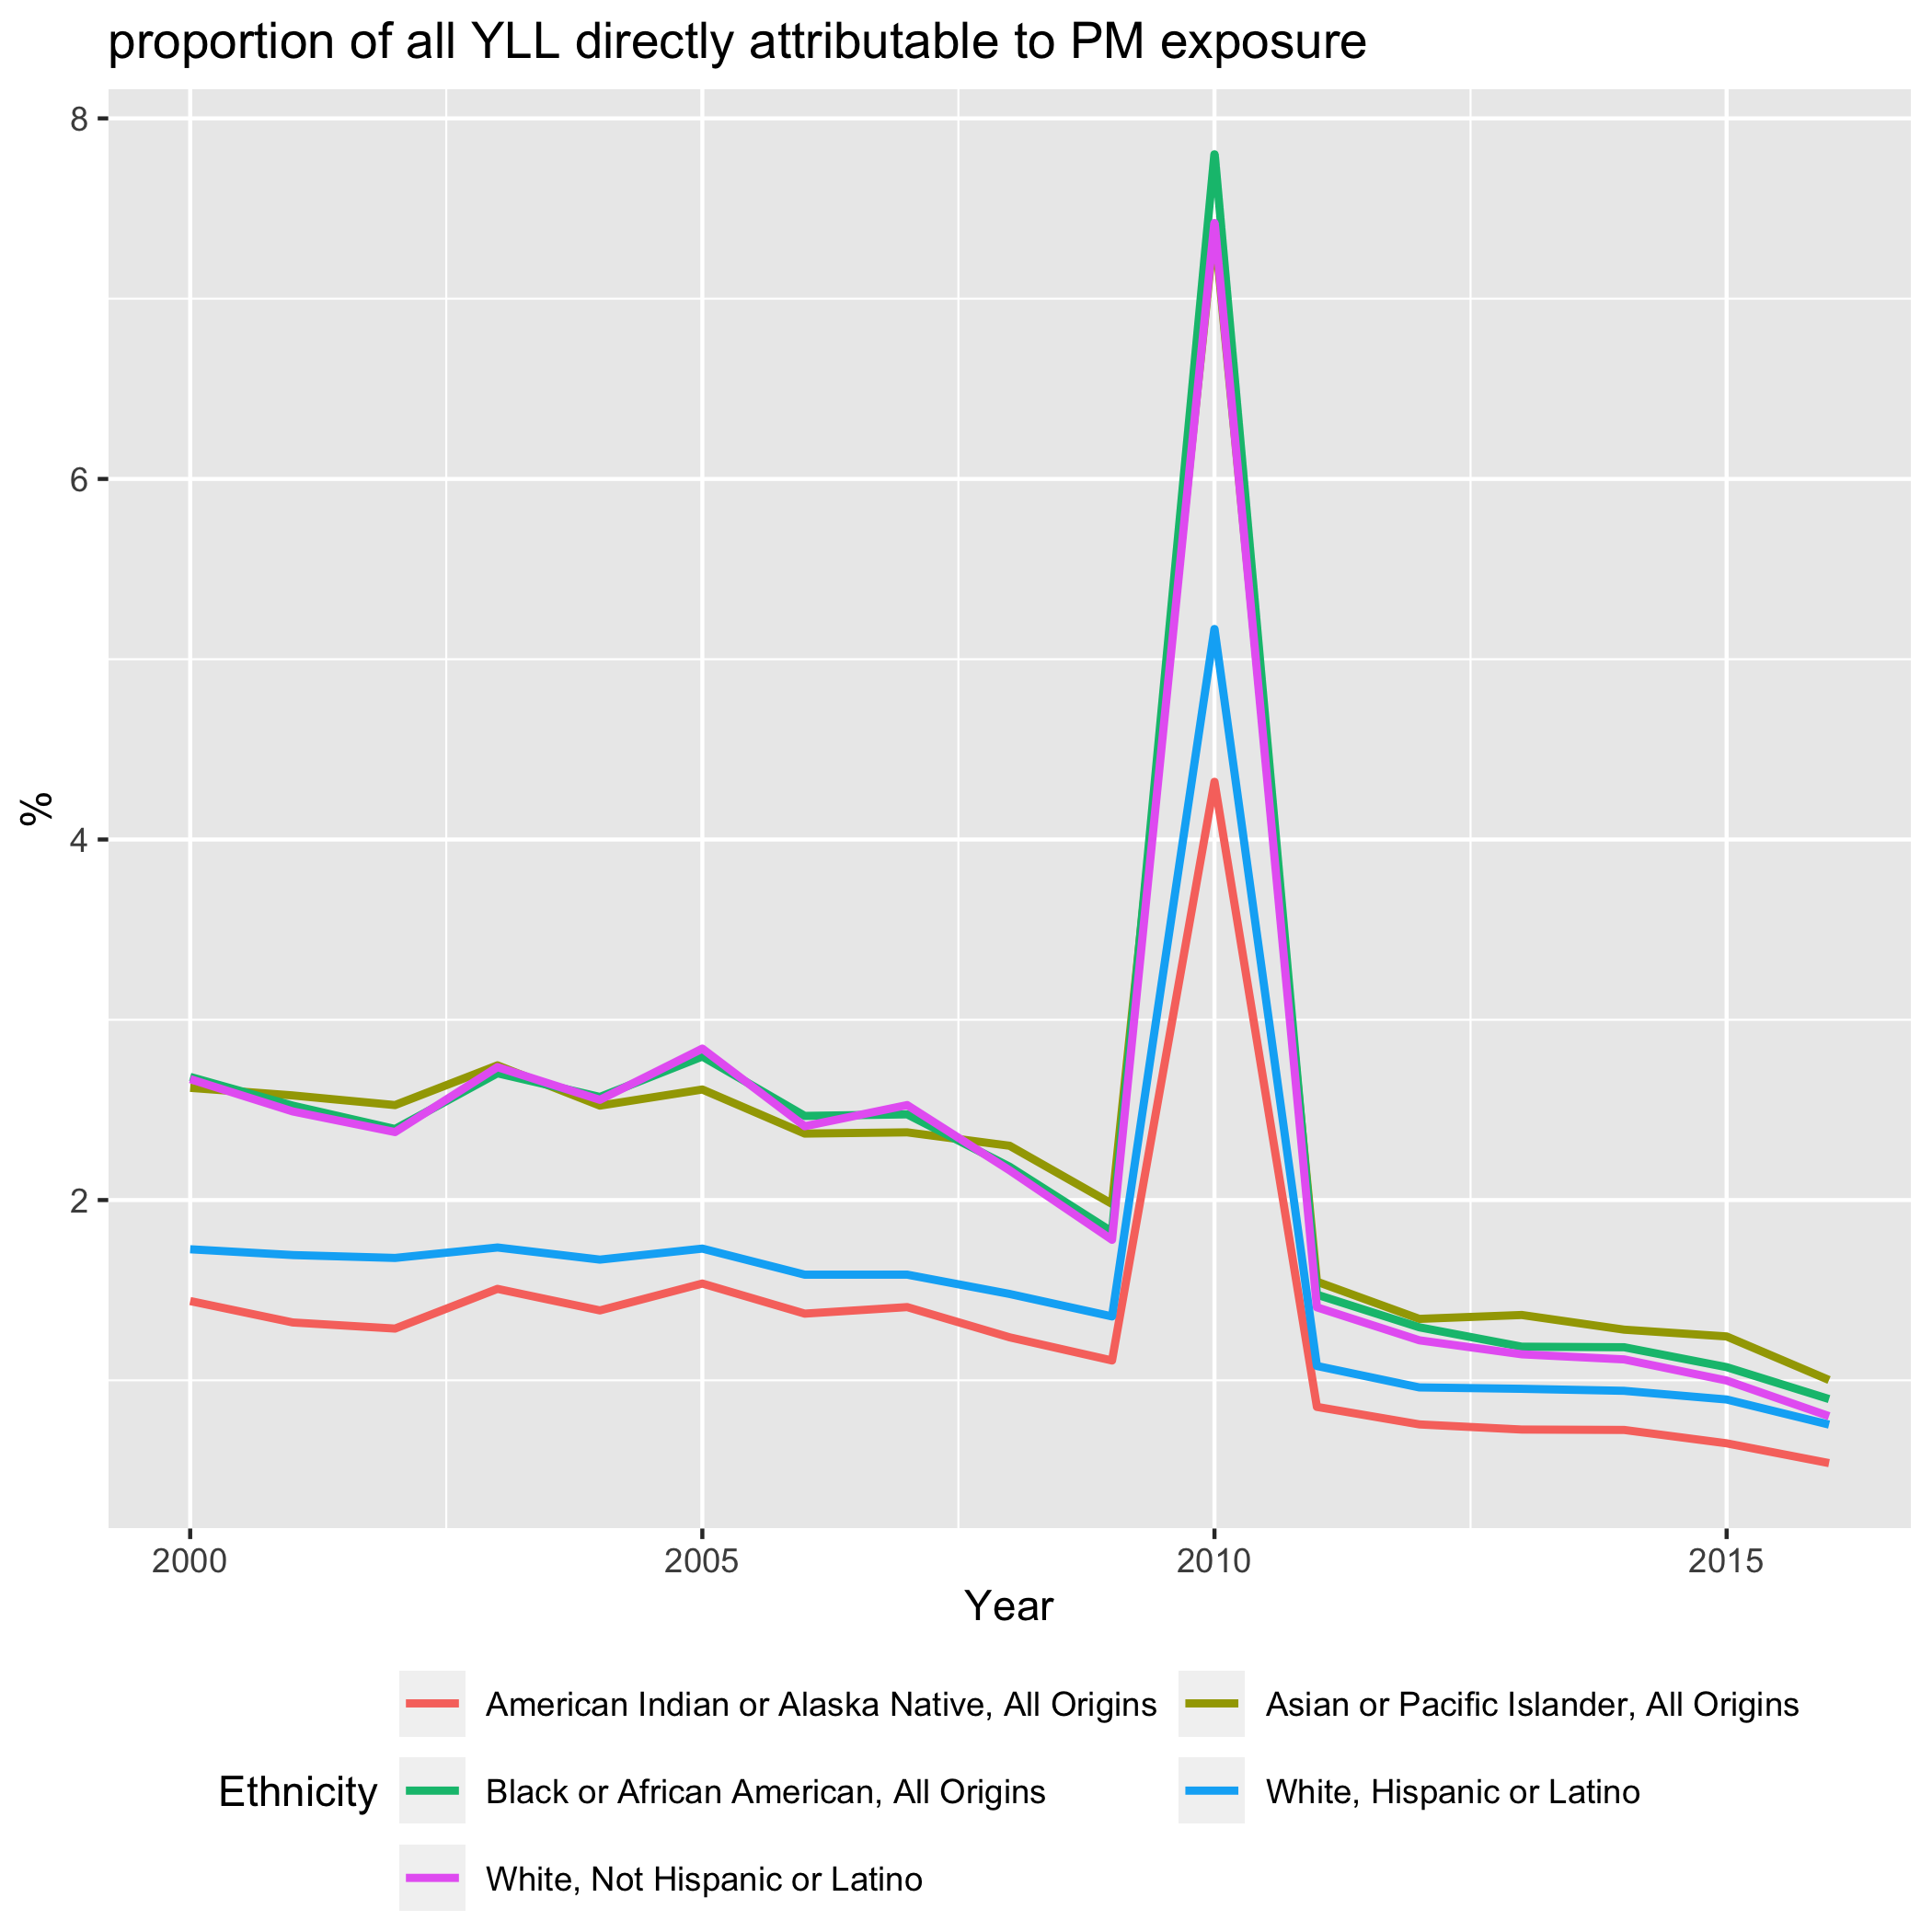 proportion of all YLL directly attributable to PM exposure
8
6
4
2
%
2000
2005
2010
2015
Year
Ethnicity
American Indian or Alaska Native, All Origins
Asian or Pacific Islander, All Origins
Black or African American, All Origins
White, Hispanic or Latino
White, Not Hispanic or Latino